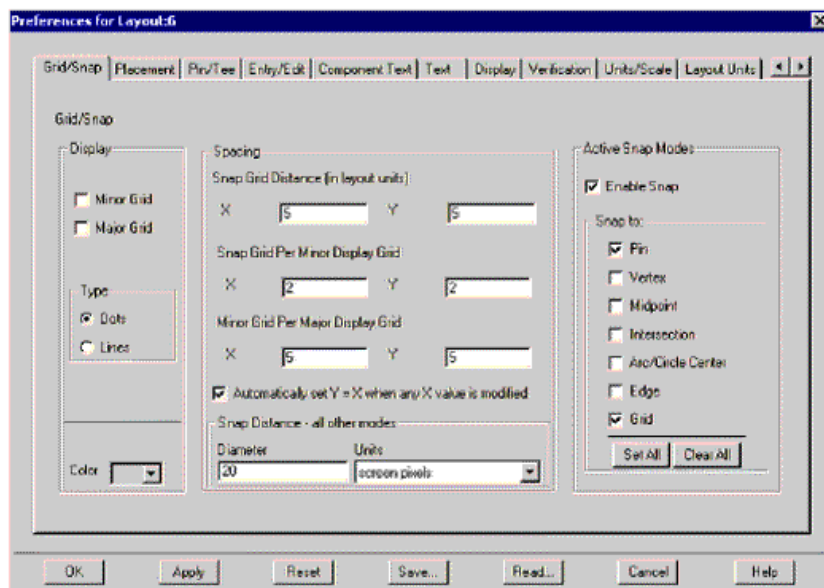 Preferences for Layout:6
Grid/Snap Placement Pin/Tee Entry/Edit Component Text Text Display Verification Units/Scale Layout Units
Grid/Snap
Display
Minor Grid
Major Grid
Type
Dots
Lines
Color
Spacing
Snap Grid Distance (in layout units)
X 5 Y 5
Snap Grid Per Minor Display Grid
X 2 Y 2
Minor Grid Per Major Display Grid
X 5 Y 5
Automatically set Y = X when any X value is modified
Snap Distance - all other modes
Diameter Units
20 screen pixels
Active Snap Modes
Enable Snap
Snap to:
Pin
Vertex
Midpoint
Intersection
Arc/Circle Center
Edge
Grid
Set All Clear All
OK Apply Reset Save... Read... Cancel Help